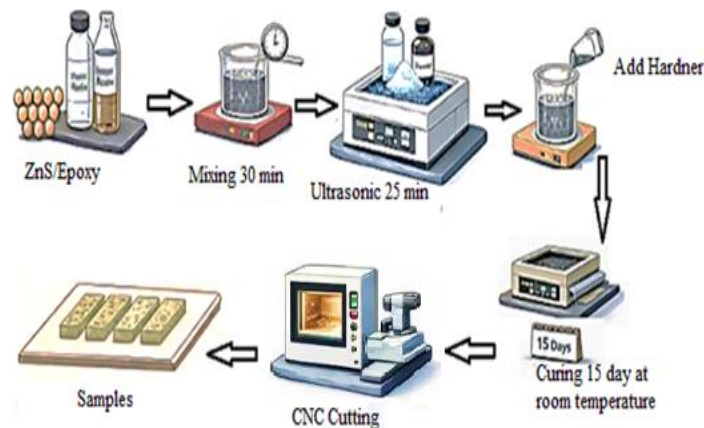 ZnS/Epoxy
Mixing 30 min
Ultrasonic 25 min
Add Hardner
15 Days
Curing 15 day at
room temperature
CNC Cutting
Samples